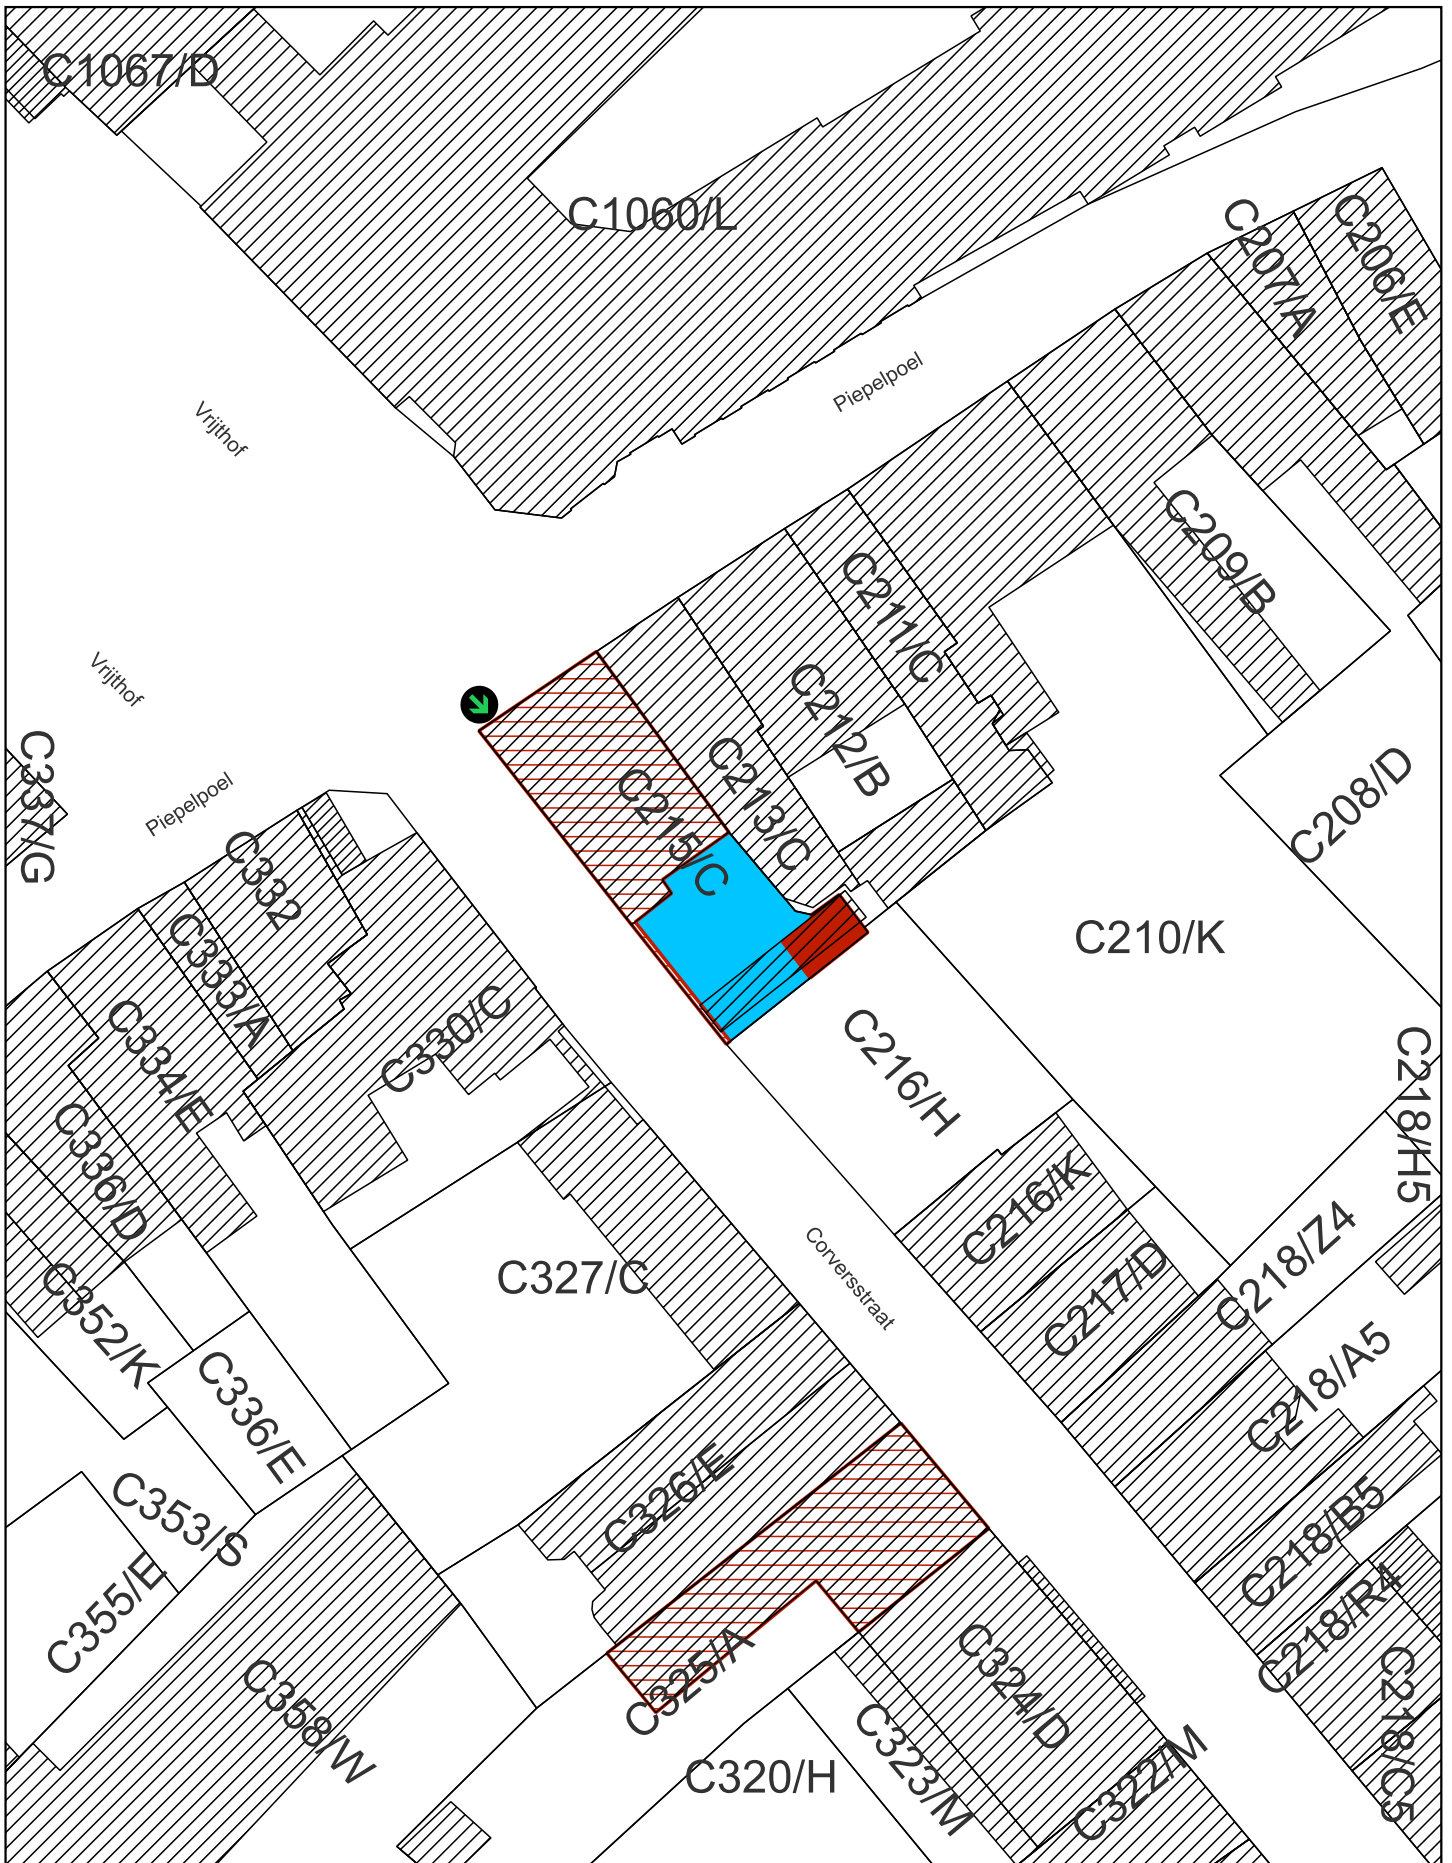 C1067/D
C1060/L
C207/A
C206/E
Piepelpoel
Vrijthof
C209/B
C211/C
Vrijthof
C212/B
C337/G
C213/C
C208/D
Piepelpoel
C215/C
C332
C333/A
C210/K
C330/C
C334/E
C216/H
C218/H5
C336/D
C216/K
C327/C
Corversstraat
C218/Z4
C217/D
C352/K
C218/A5
C336/E
C326/E
C353/S
C218/B5
C355/E
C218/R4
C325/A
C324/D
C358/W
C218/C5
C323/M
C320/H
C322/M